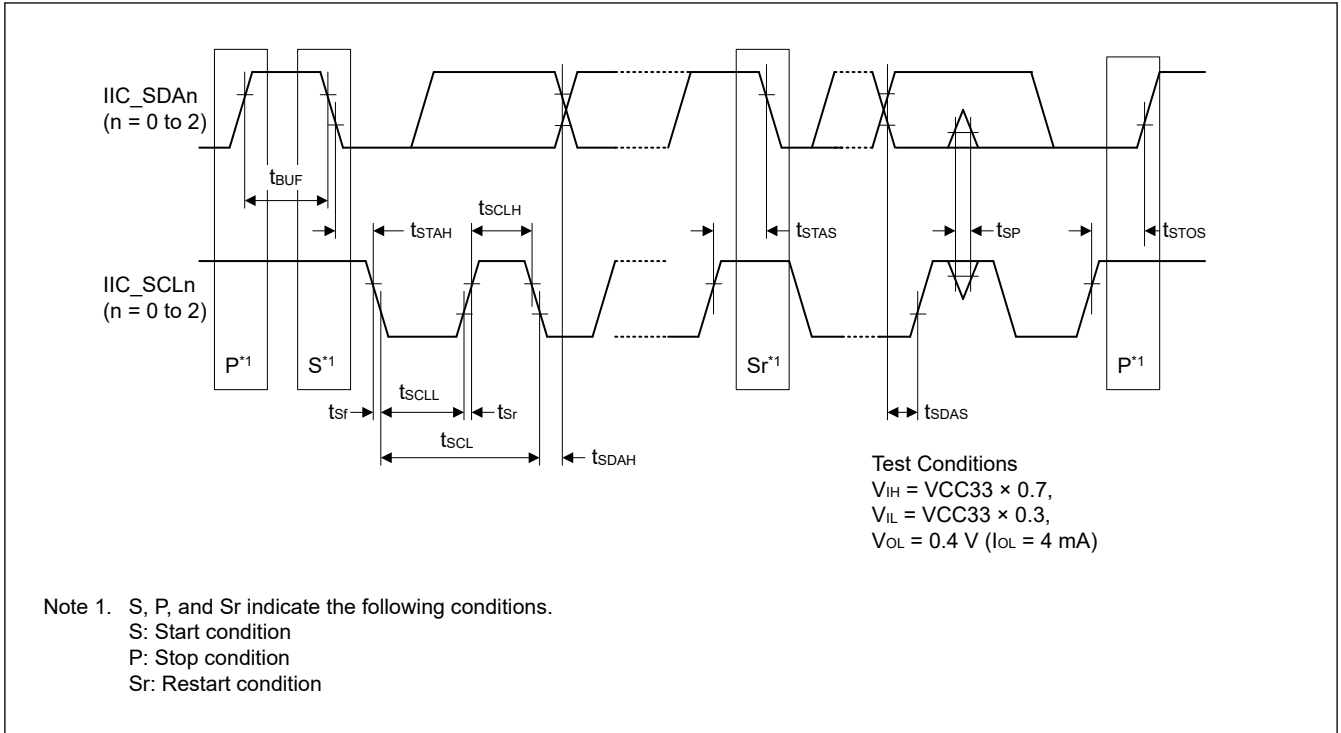 IIC_SDAn
(n = 0 to 2)
tBUF
tSTAH
tSCLH
tSTAS
tSP
tSTOS
IIC_SCLn
(n = 0 to 2)
P*1
S*1
Sr*1
P*1
tSf
tSCLL
tSr
tSCL
tSDAH
tSDAS
Test Conditions
VIH = VCC33 × 0.7,
VIL = VCC33 × 0.3,
VOL = 0.4 V (IOL = 4 mA)
Note 1. S, P, and Sr indicate the following conditions.
S: Start condition
P: Stop condition
Sr: Restart condition